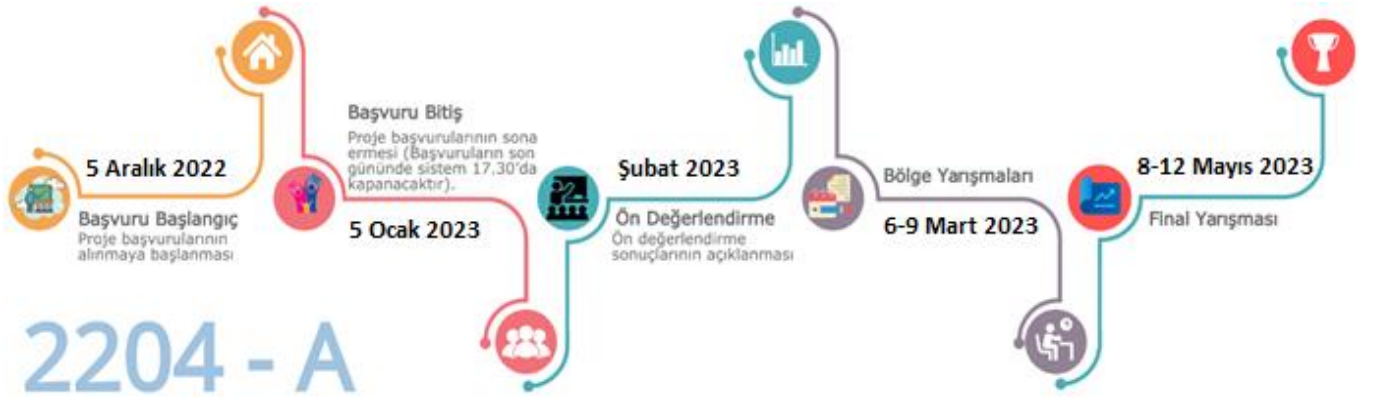 5 Aralık 2022
Başvuru Başlangıç
Proje başvurularının
alınmaya başlanması
Başvuru Bitiş
Proje başvurularının sona
ermesi (Başvuruların son
gününde sistem 17.30'da
kapanacaktır).
5 Ocak 2023
Şubat 2023
Ön Değerlendirme
Ön değerlendirme
sonuçlarının açıklanması
Bölge Yarışmaları
6-9 Mart 2023
8-12 Mayıs 2023
Final Yarışması
2204 - A